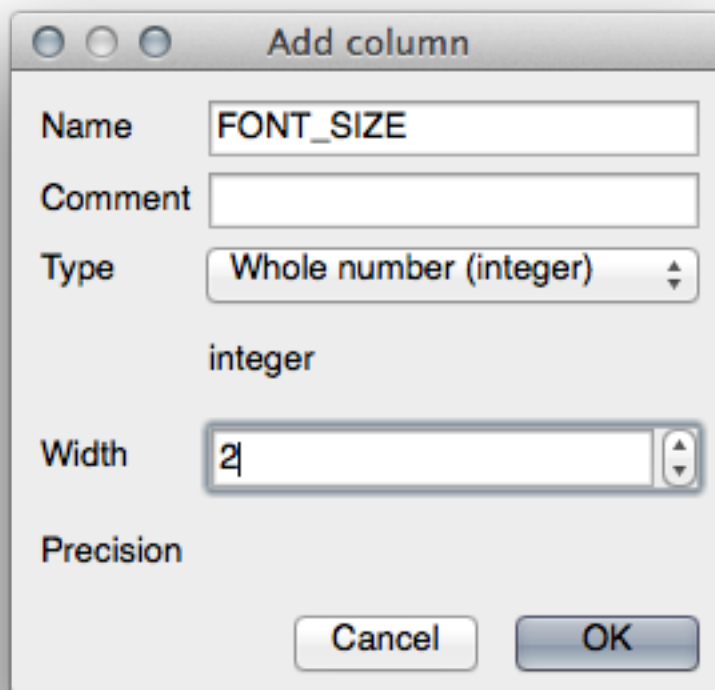 Add column
Name FONT_SIZE
Comment
Type Whole number (integer)
integer
Width 2
Precision
Cancel OK